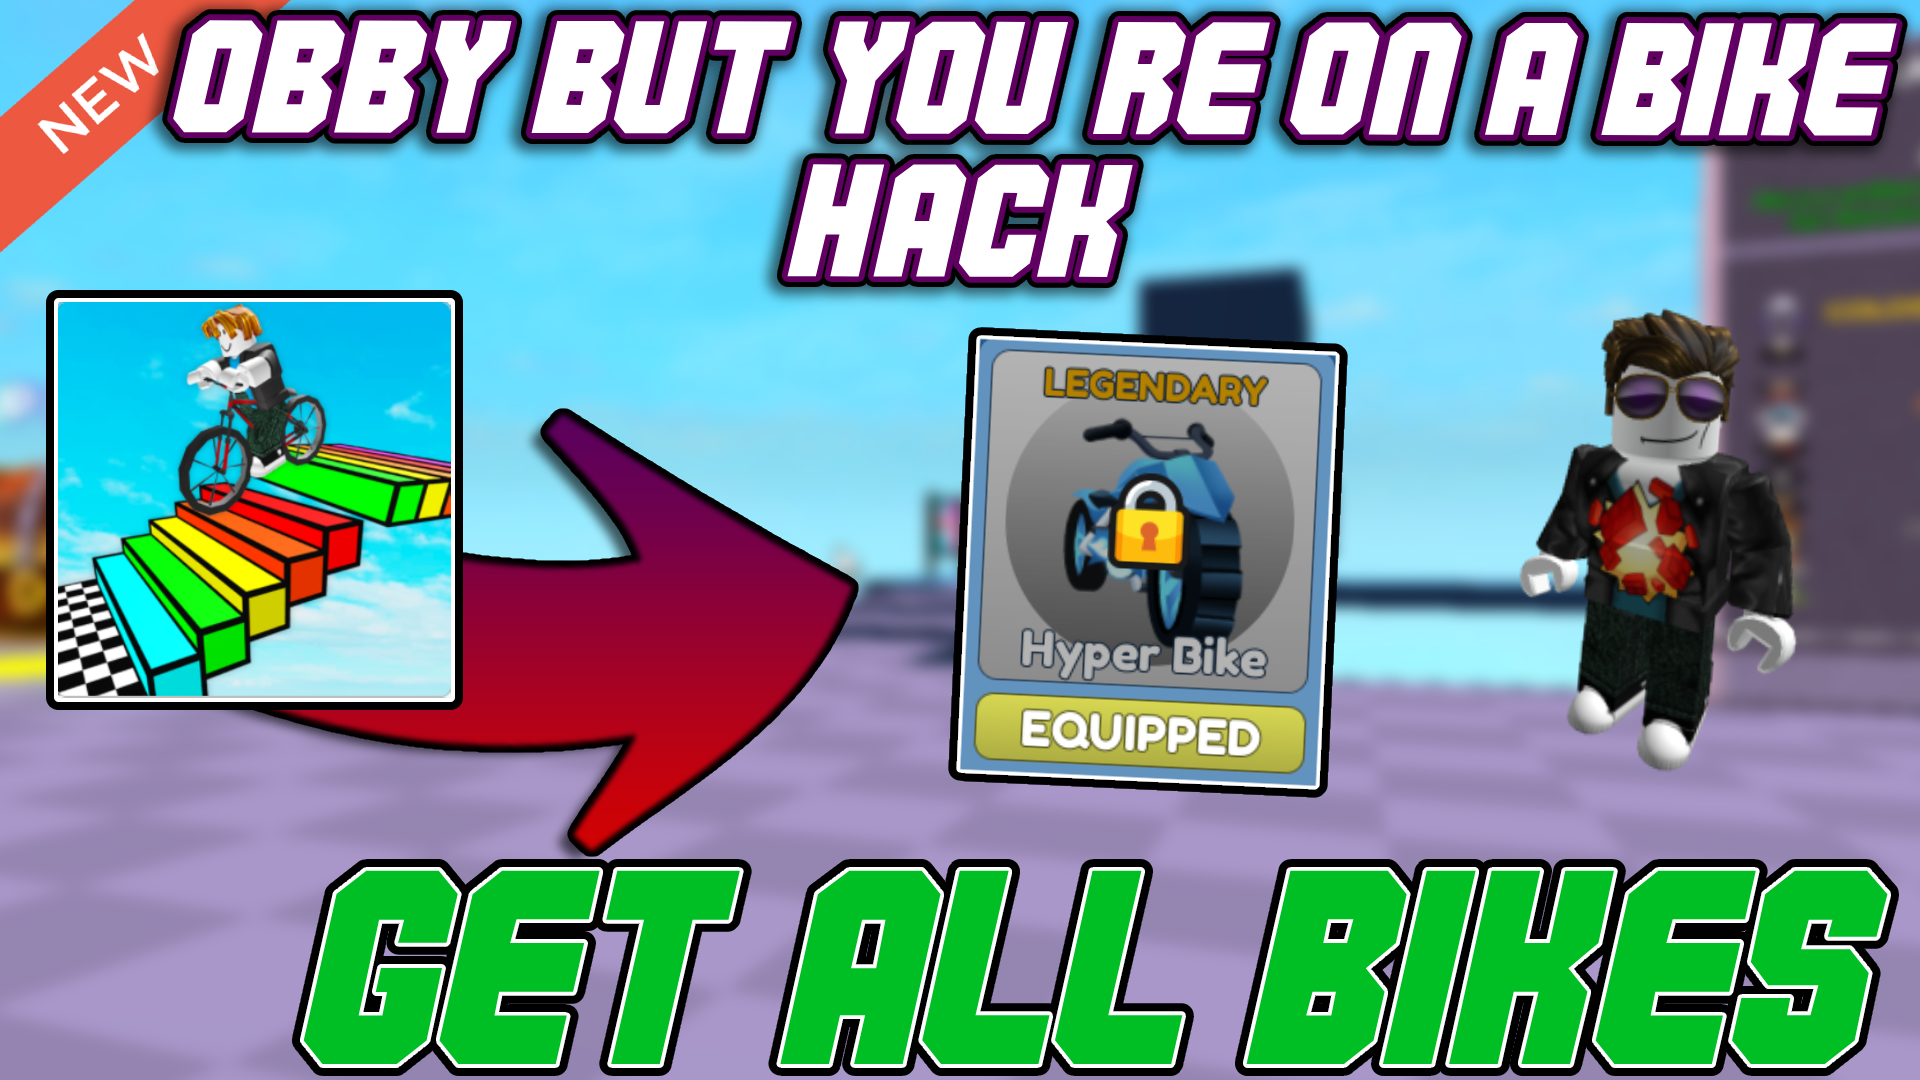 NEW
OBBY BUT YOU RE ON A BIKE
HACK
LEGENDARY
Hyper Bike
EQUIPPED
GET ALL BIKES